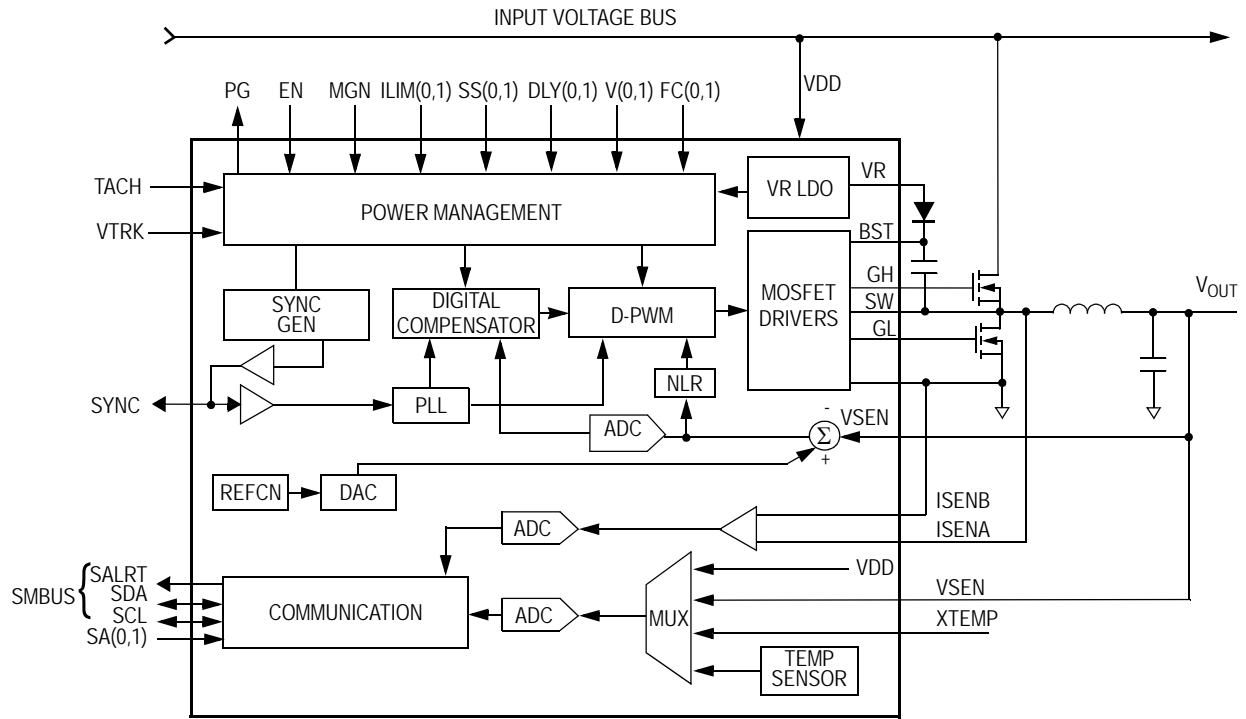 INPUT VOLTAGE BUS
PG EN MGN ILIM(0,1) SS(0,1) DLY(0,1) V(0,1) FC(0,1)
VDD
TACH
VTRK
POWER MANAGEMENT
VR LDO
VR
BST
GH
SW
GL
SYNC
GEN
DIGITAL
COMPENSATOR
D-PWM
MOSFET
DRIVERS
VOUT
SYNC
PLL
NLR
ADC
-
Σ
+
VSEN
REFCN
DAC
ISENB
ISENA
ADC
SMBUS {
SALRT
SDA
SCL
SA(0,1)
COMMUNICATION
ADC
MUX
VDD
VSEN
XTEMP
TEMP
SENSOR